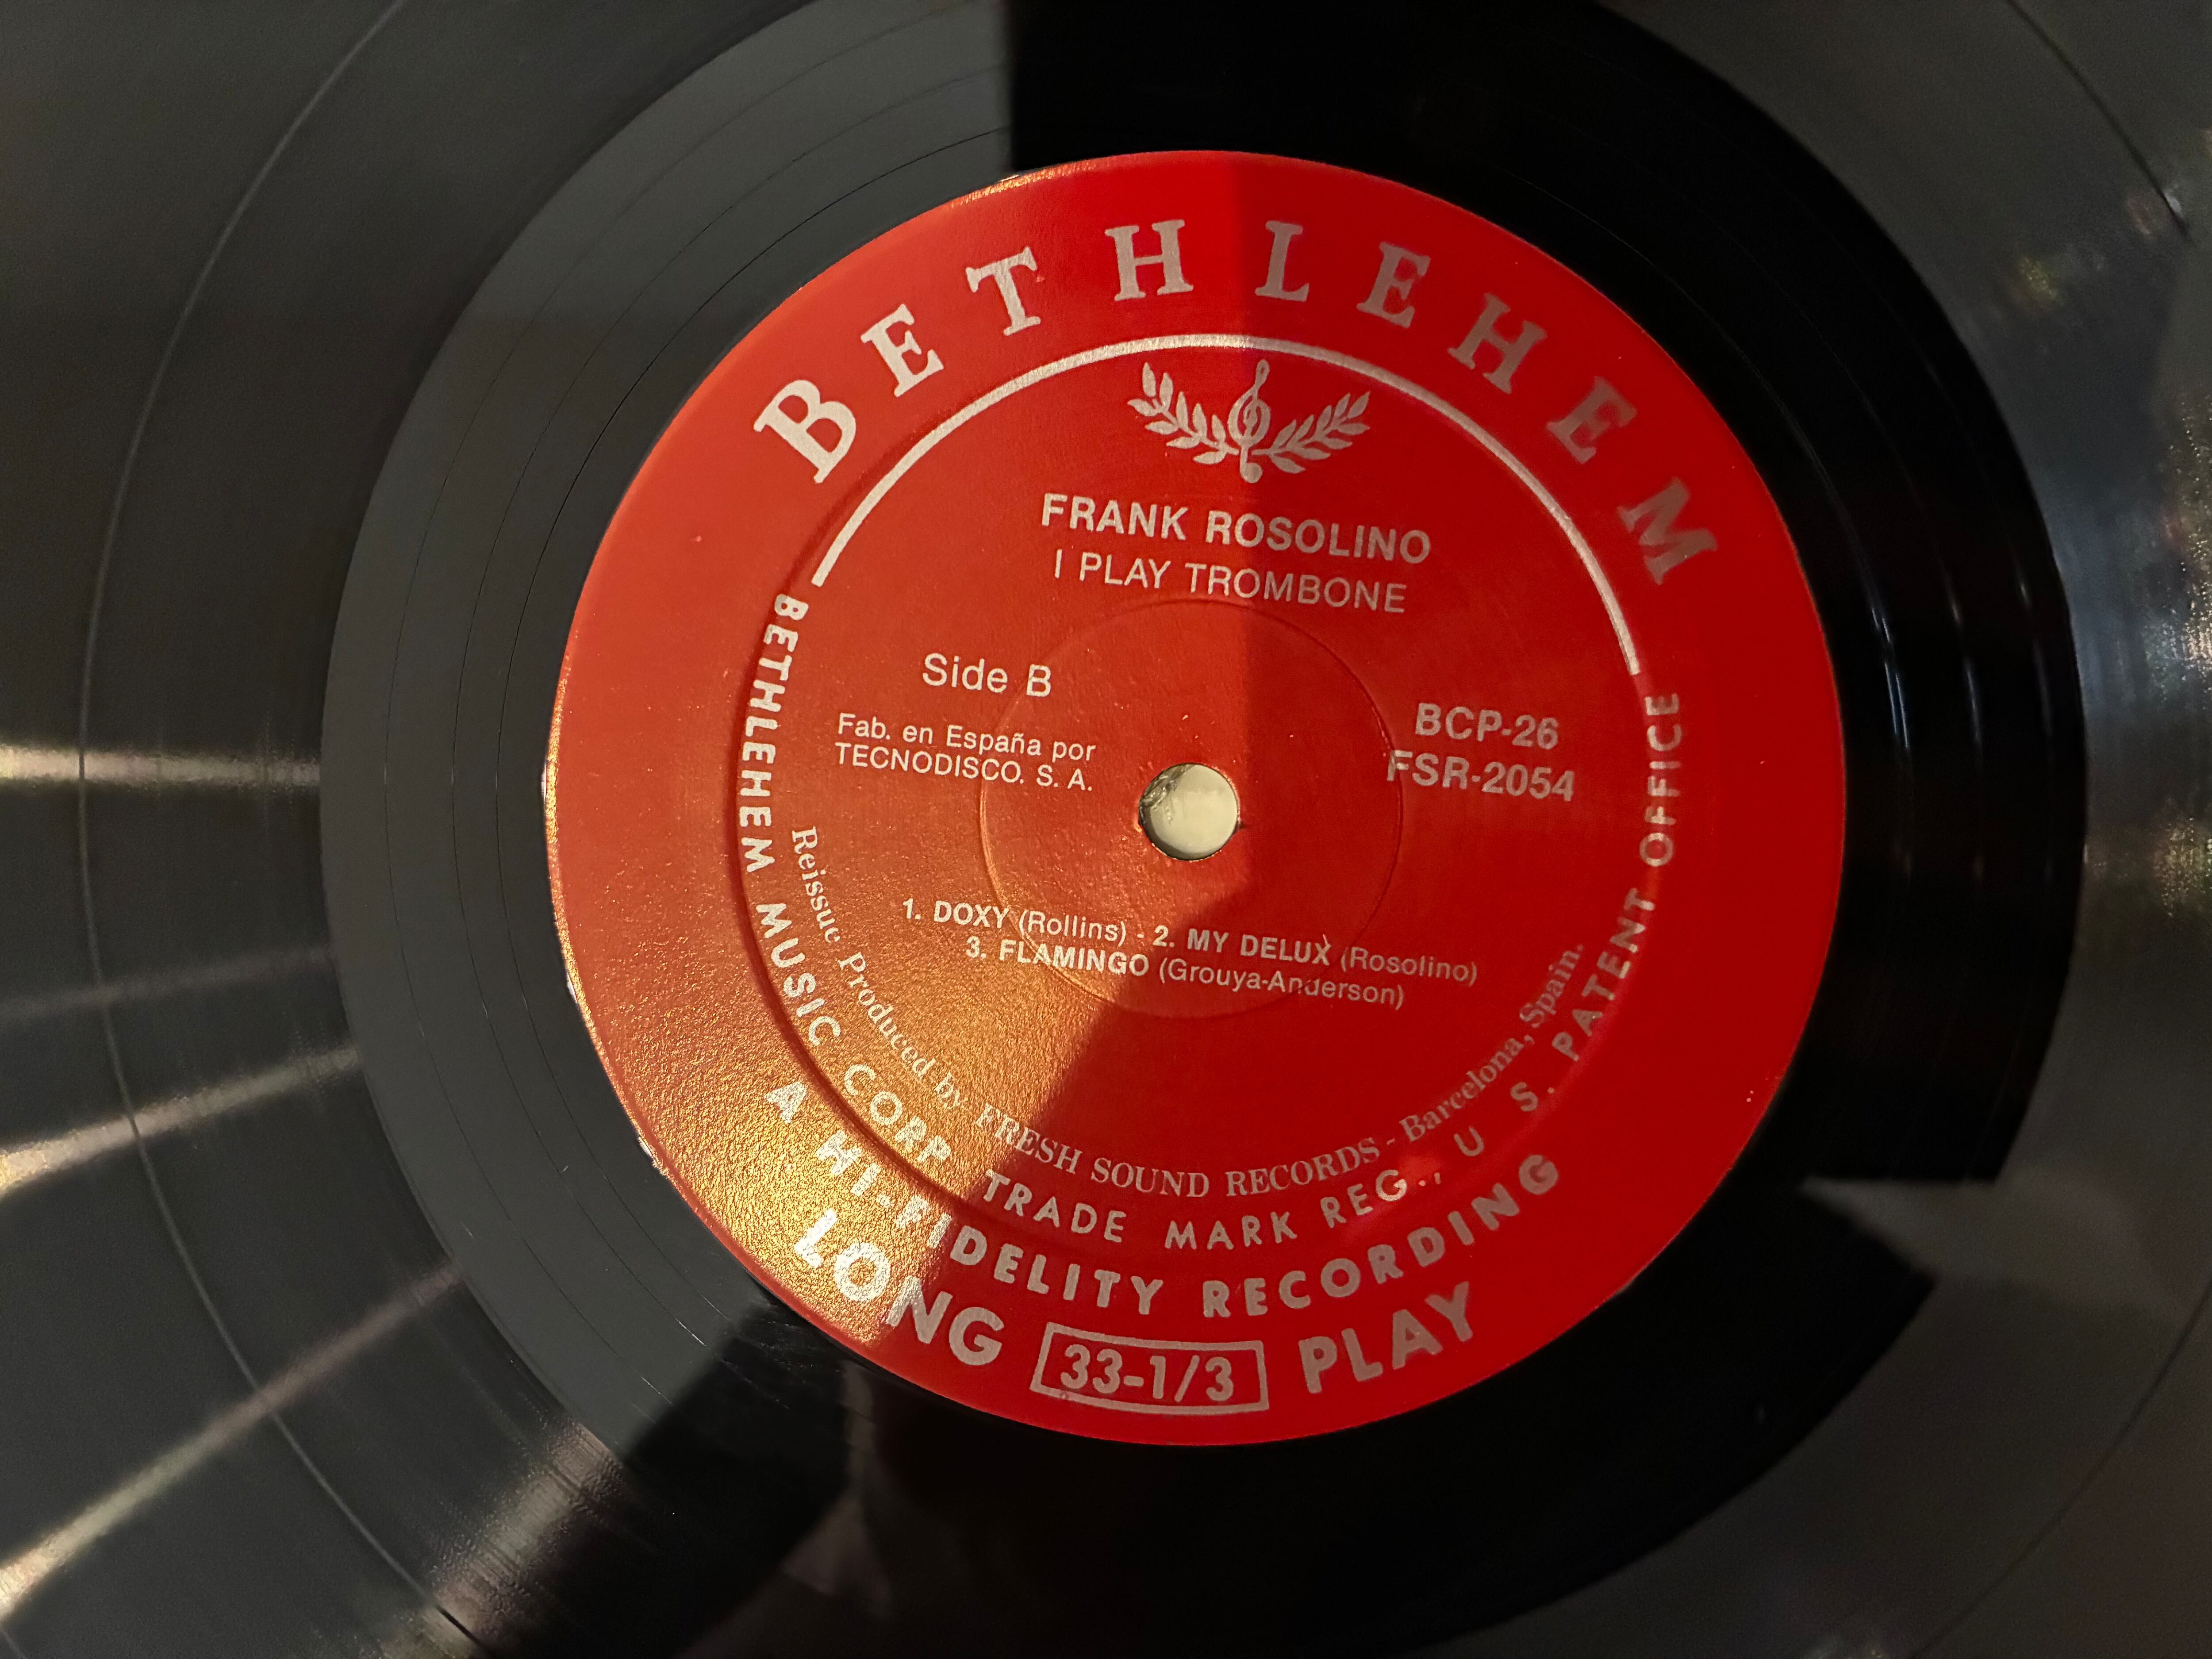 BETHLEHEM
FRANK ROSOLINO
I PLAY TROMBONE
Side B
Fab. en España por
TECNODISCO. S. A.
BCP-26
FSR-2054
1. DOXY (Rollins) - 2. MY DELUX (Rosolino)
3. FLAMINGO (Grouya-Anderson)
Reissue Produced by FRESH SOUND RECORDS - Barcelona, Spain.
BETHLEHEM MUSIC CORP. TRADE MARK REG., U S. PATENT OFFICE
A HI-FIDELITY RECORDING
LONG 33-1/3 PLAY